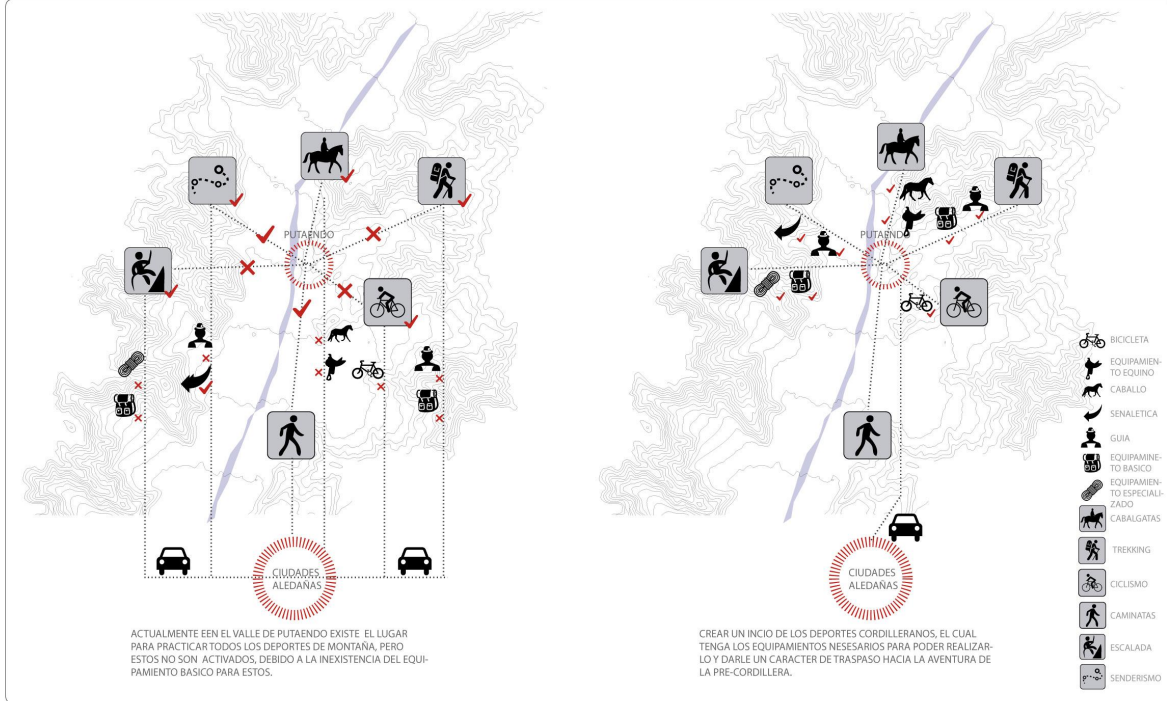 PUTAENDO
CIUDADES
ALEDAÑAS
ACTUALMENTE EEN EL VALLE DE PUTAENDO EXISTE EL LUGAR
PARA PRACTICAR TODOS LOS DEPORTES DE MONTAÑA, PERO
ESTOS NO SON ACTIVADOS, DEBIDO A LA INEXISTENCIA DEL EQUI-
PAMIENTO BASICO PARA ESTOS.
PUTAENDO
CIUDADES
ALEDAÑAS
CREAR UN INCIO DE LOS DEPORTES CORDILLERANOS, EL CUAL
TENGA LOS EQUIPAMIENTOS NESESARIOS PARA PODER REALIZAR-
LO Y DARLE UN CARACTER DE TRASPASO HACIA LA AVENTURA DE
LA PRE-CORDILLERA.
BICICLETA
EQUIPAMIEN-
TO EQUINO
CABALLO
SENALETICA
GUIA
EQUIPAMINE-
TO BASICO
EQUIPAMIEN-
TO ESPECIALI-
ZADO
CABALGATAS
TREKKING
CICLISMO
CAMINATAS
ESCALADA
SENDERISMO